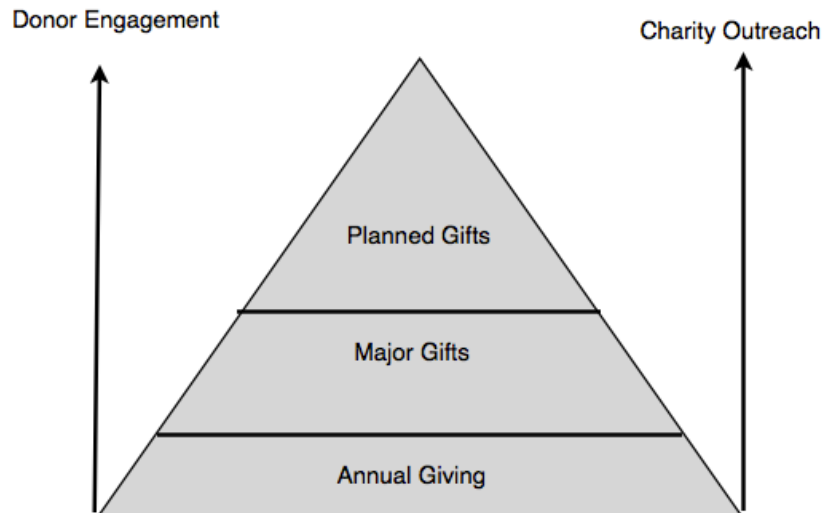 Donor Engagement
Charity Outreach
Planned Gifts
Major Gifts
Annual Giving